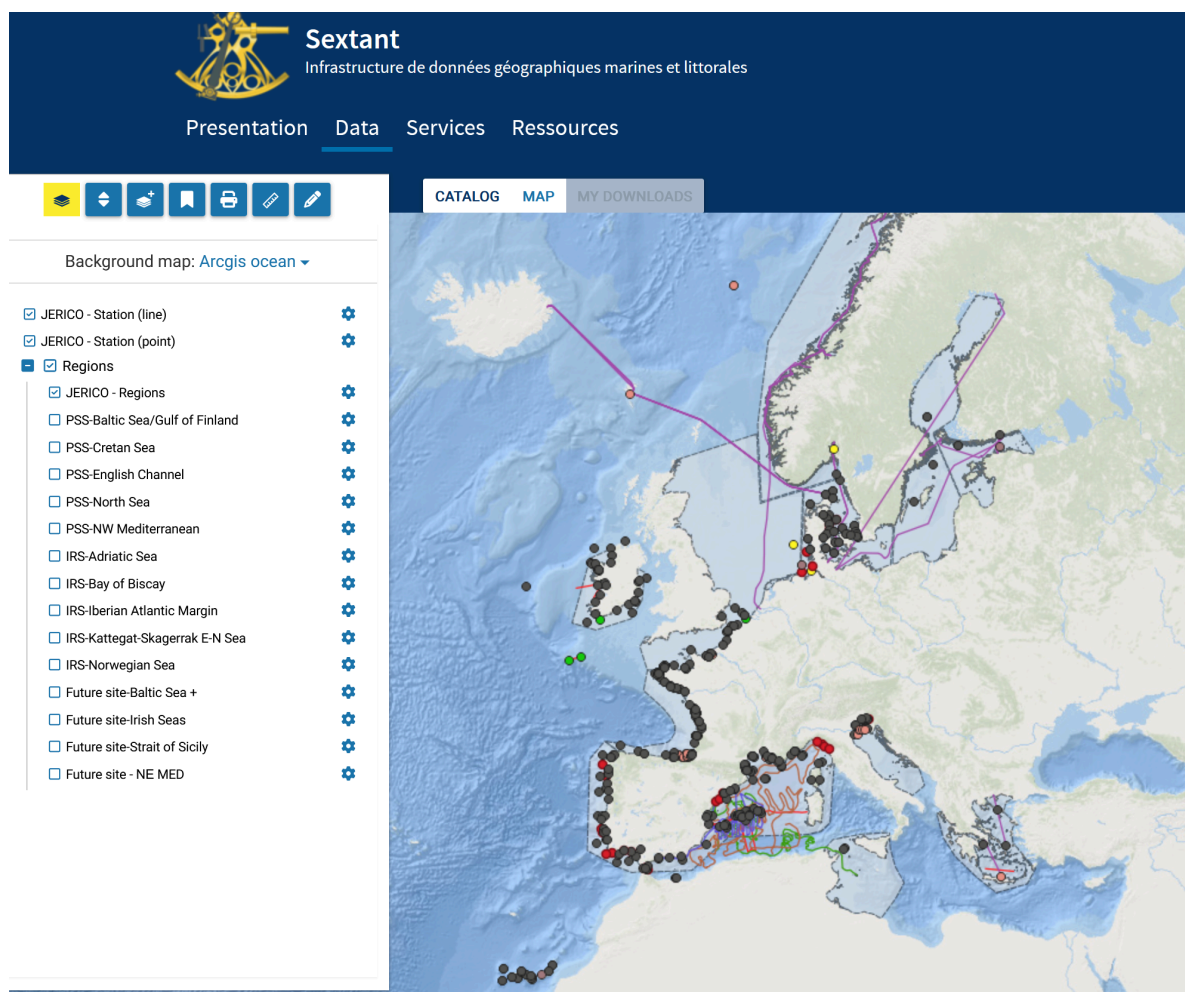 Sextant
Infrastructure de données géographiques marines et littorales
Presentation Data Services Ressources
CATALOG MAP MY DOWNLOADS
Background map: Arcgis ocean
JERICO - Station (line)
JERICO - Station (point)
Regions
JERICO - Regions
PSS-Baltic Sea/Gulf of Finland
PSS-Cretan Sea
PSS-English Channel
PSS-North Sea
PSS-NW Mediterranean
IRS-Adriatic Sea
IRS-Bay of Biscay
IRS-Iberian Atlantic Margin
IRS-Kattegat-Skagerrak E-N Sea
IRS-Norwegian Sea
Future site-Baltic Sea +
Future site-Irish Seas
Future site-Strait of Sicily
Future site - NE MED